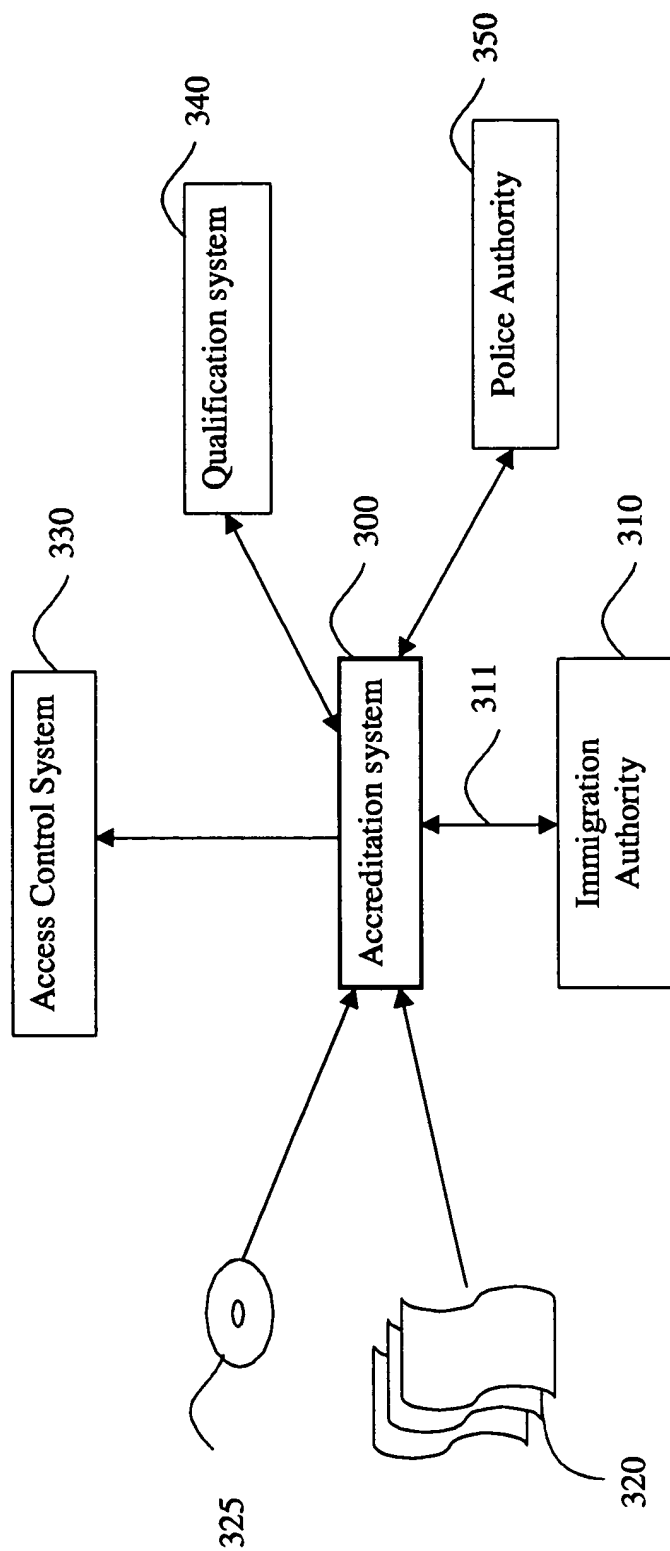 330
Access Control System
340
Qualification system
325
300
Accreditation system
350
Police Authority
311
320
310
Immigration
Authority